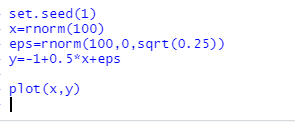 set.seed(1)
x=rnorm(100)
eps=rnorm(100,0,sqrt(0.25))
y=-1+0.5*x+eps
plot(x,y)